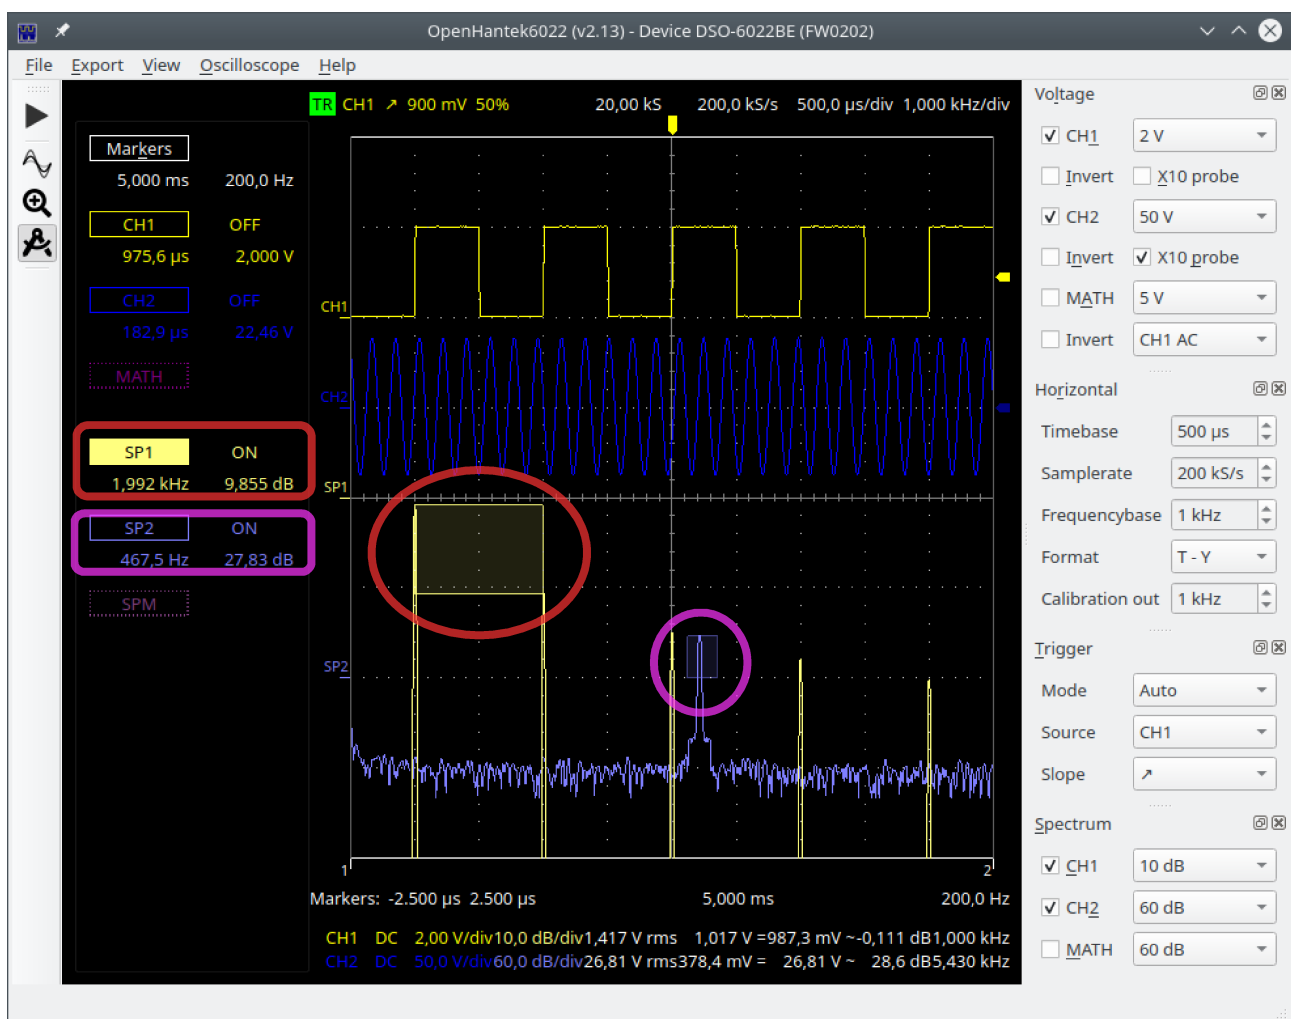 OpenHantek6022 (v2.13) - Device DSO-6022BE (FW0202)
File Export View Oscilloscope Help
TR CH1 ↗ 900 mV 50% 20,00 kS 200,0 kS/s 500,0 µs/div 1,000 kHz/div
Markers
5,000 ms 200,0 Hz
CH1 OFF
975,6 µs 2,000 V
CH2 OFF
182,9 µs 22,46 V
MATH
SP1 ON
1,992 kHz 9,855 dB
SP2 ON
467,5 Hz 27,83 dB
SPM
CH1
CH2
SP1
SP2
1 2
Markers: -2.500 µs 2.500 µs 5,000 ms 200,0 Hz
CH1 DC 2,00 V/div 10,0 dB/div 1,417 V rms 1,017 V = 987,3 mV ~ -0,111 dB 1,000 kHz
CH2 DC 50,0 V/div 60,0 dB/div 26,81 V rms 378,4 mV = 26,81 V ~ 28,6 dB 5,430 kHz
Voltage
CH1 2 V
Invert X10 probe
CH2 50 V
Invert X10 probe
MATH 5 V
Invert CH1 AC
Horizontal
Timebase 500 µs
Samplerate 200 kS/s
Frequencybase 1 kHz
Format T - Y
Calibration out 1 kHz
Trigger
Mode Auto
Source CH1
Slope ↗
Spectrum
CH1 10 dB
CH2 60 dB
MATH 60 dB